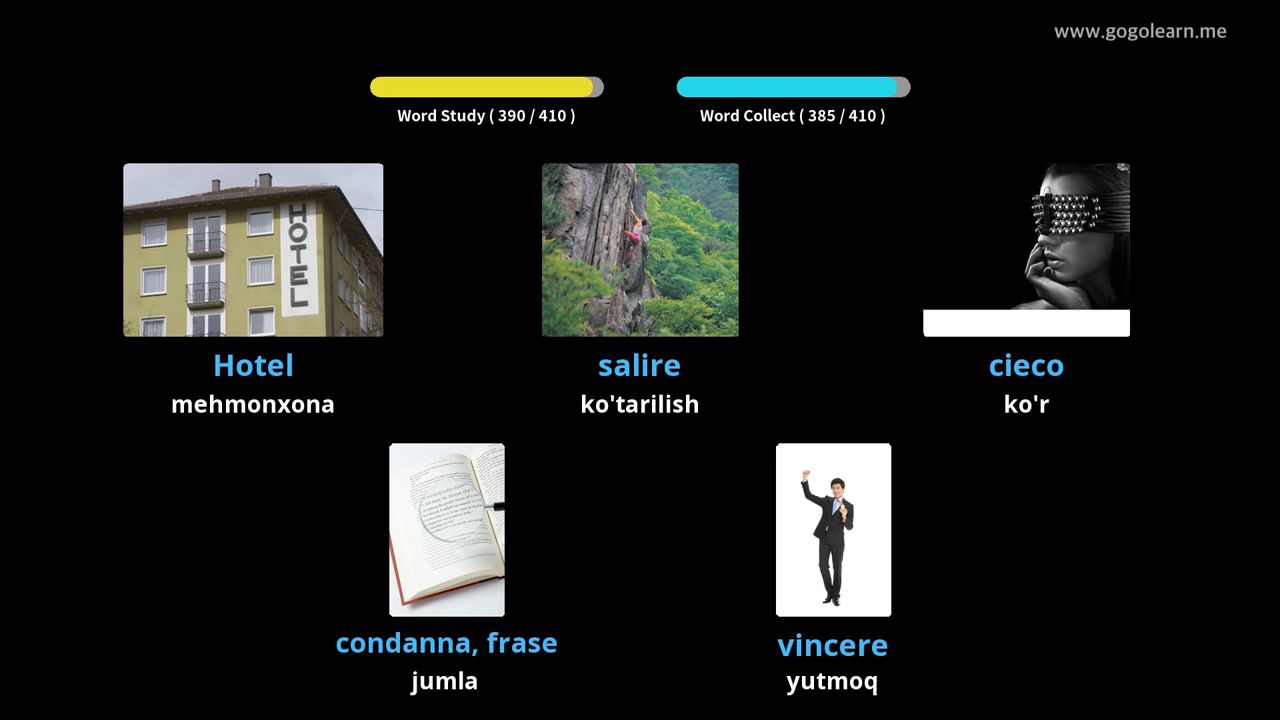 www.gogolearn.me
Word Study ( 390 / 410 )
Word Collect ( 385 / 410 )
HOTEL
Hotel
salire
cieco
mehmonxona
ko'tarilish
ko'r
condanna, frase
vincere
jumla
yutmoq